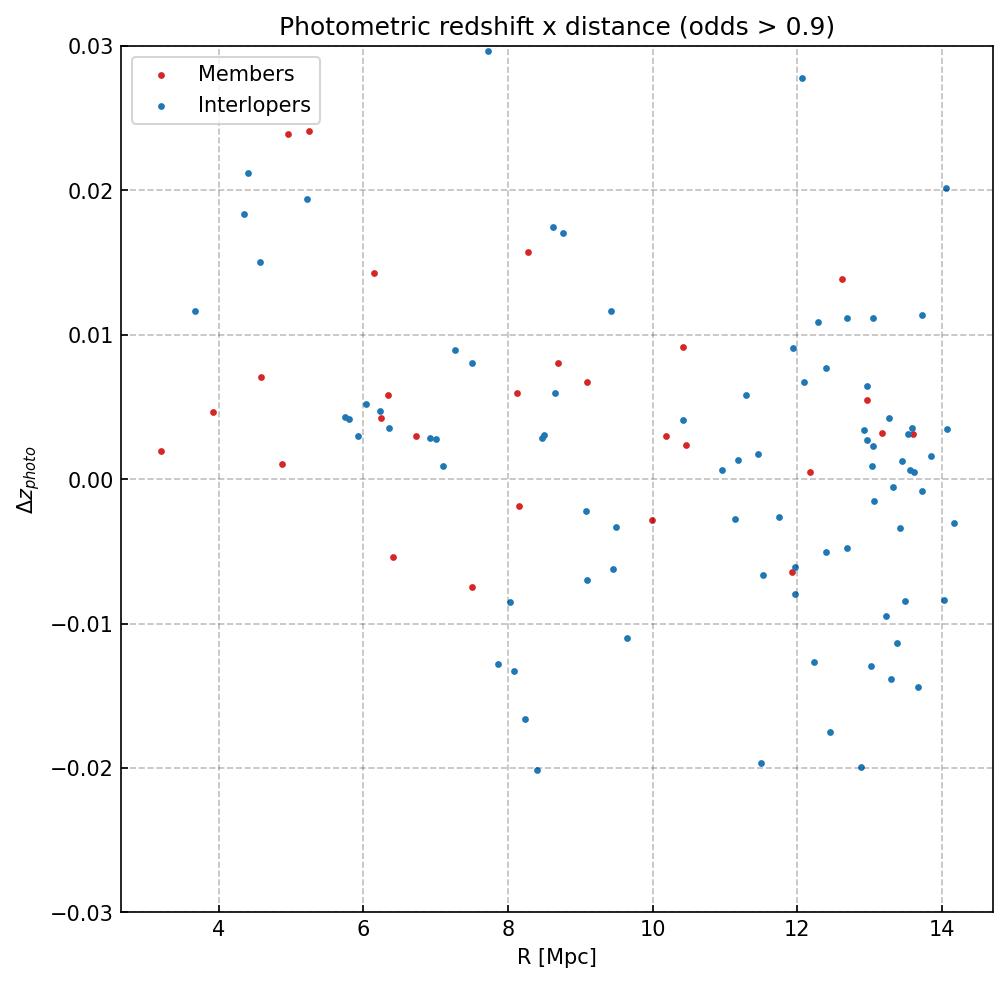 Photometric redshift x distance (odds > 0.9)
Members
Interlopers
0.03
0.02
0.01
0.00
−0.01
−0.02
−0.03
Δz_photo
4 6 8 10 12 14
R [Mpc]